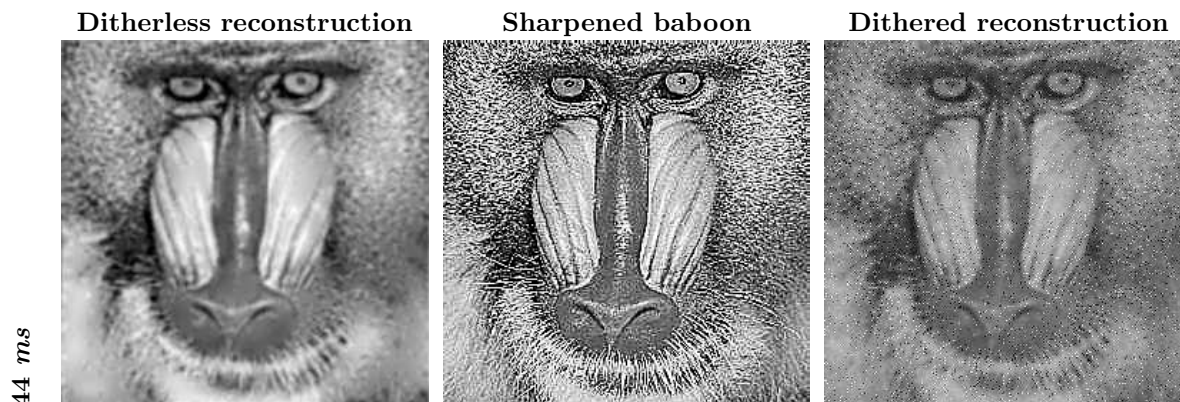 Ditherless reconstruction
Sharpened baboon
Dithered reconstruction
44 ms